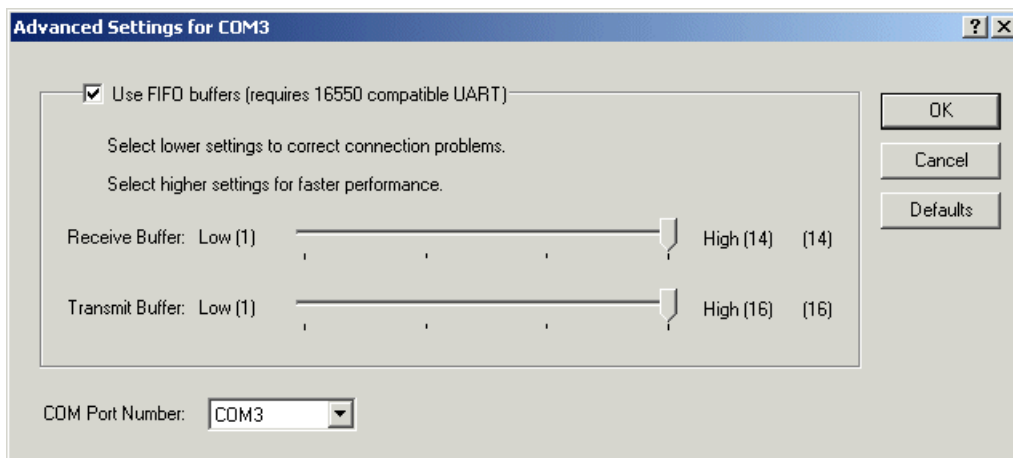 Advanced Settings for COM3 ? X
Use FIFO buffers (requires 16550 compatible UART)
OK
Select lower settings to correct connection problems.
Cancel
Select higher settings for faster performance.
Defaults
Receive Buffer: Low (1) High (14) (14)
Transmit Buffer: Low (1) High (16) (16)
COM Port Number: COM3